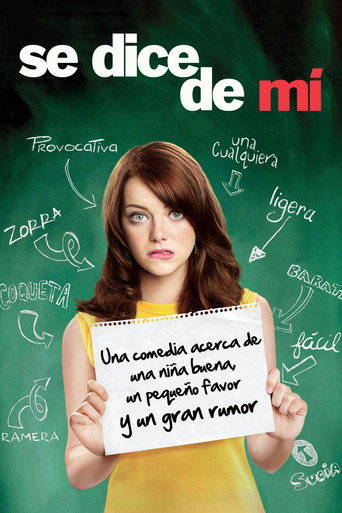 se dice
de mí
PROVOCATIVA
una
cualquiera
ligera
ZORRA
BARATA
COQUETA
fácil
Una comedia acerca de
una niña buena,
un pequeño favor
y un gran rumor
RAMERA
SUCIA